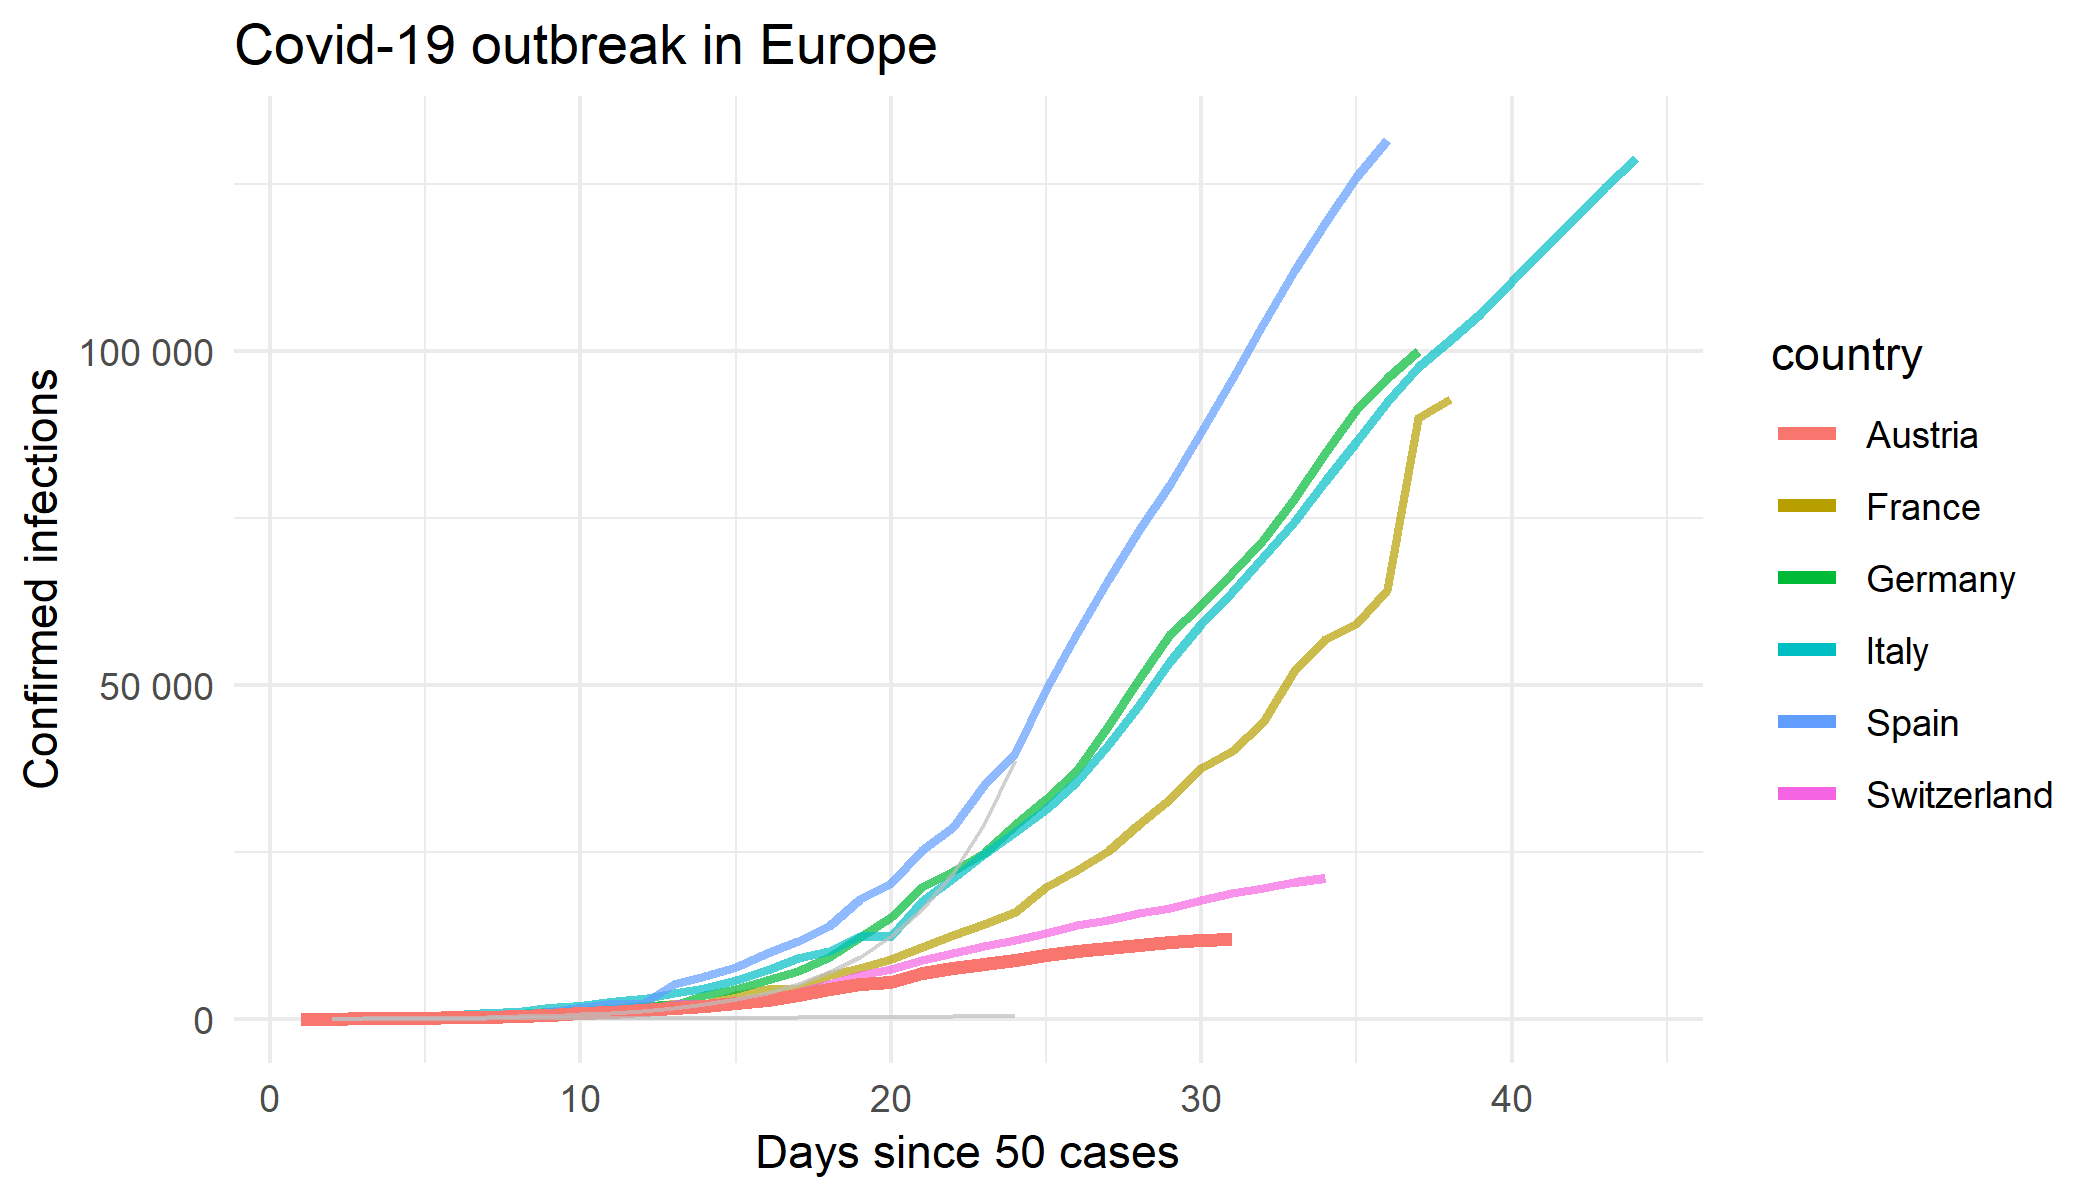 Covid-19 outbreak in Europe
Confirmed infections
100 000
50 000
0
0 10 20 30 40
Days since 50 cases
country
Austria
France
Germany
Italy
Spain
Switzerland